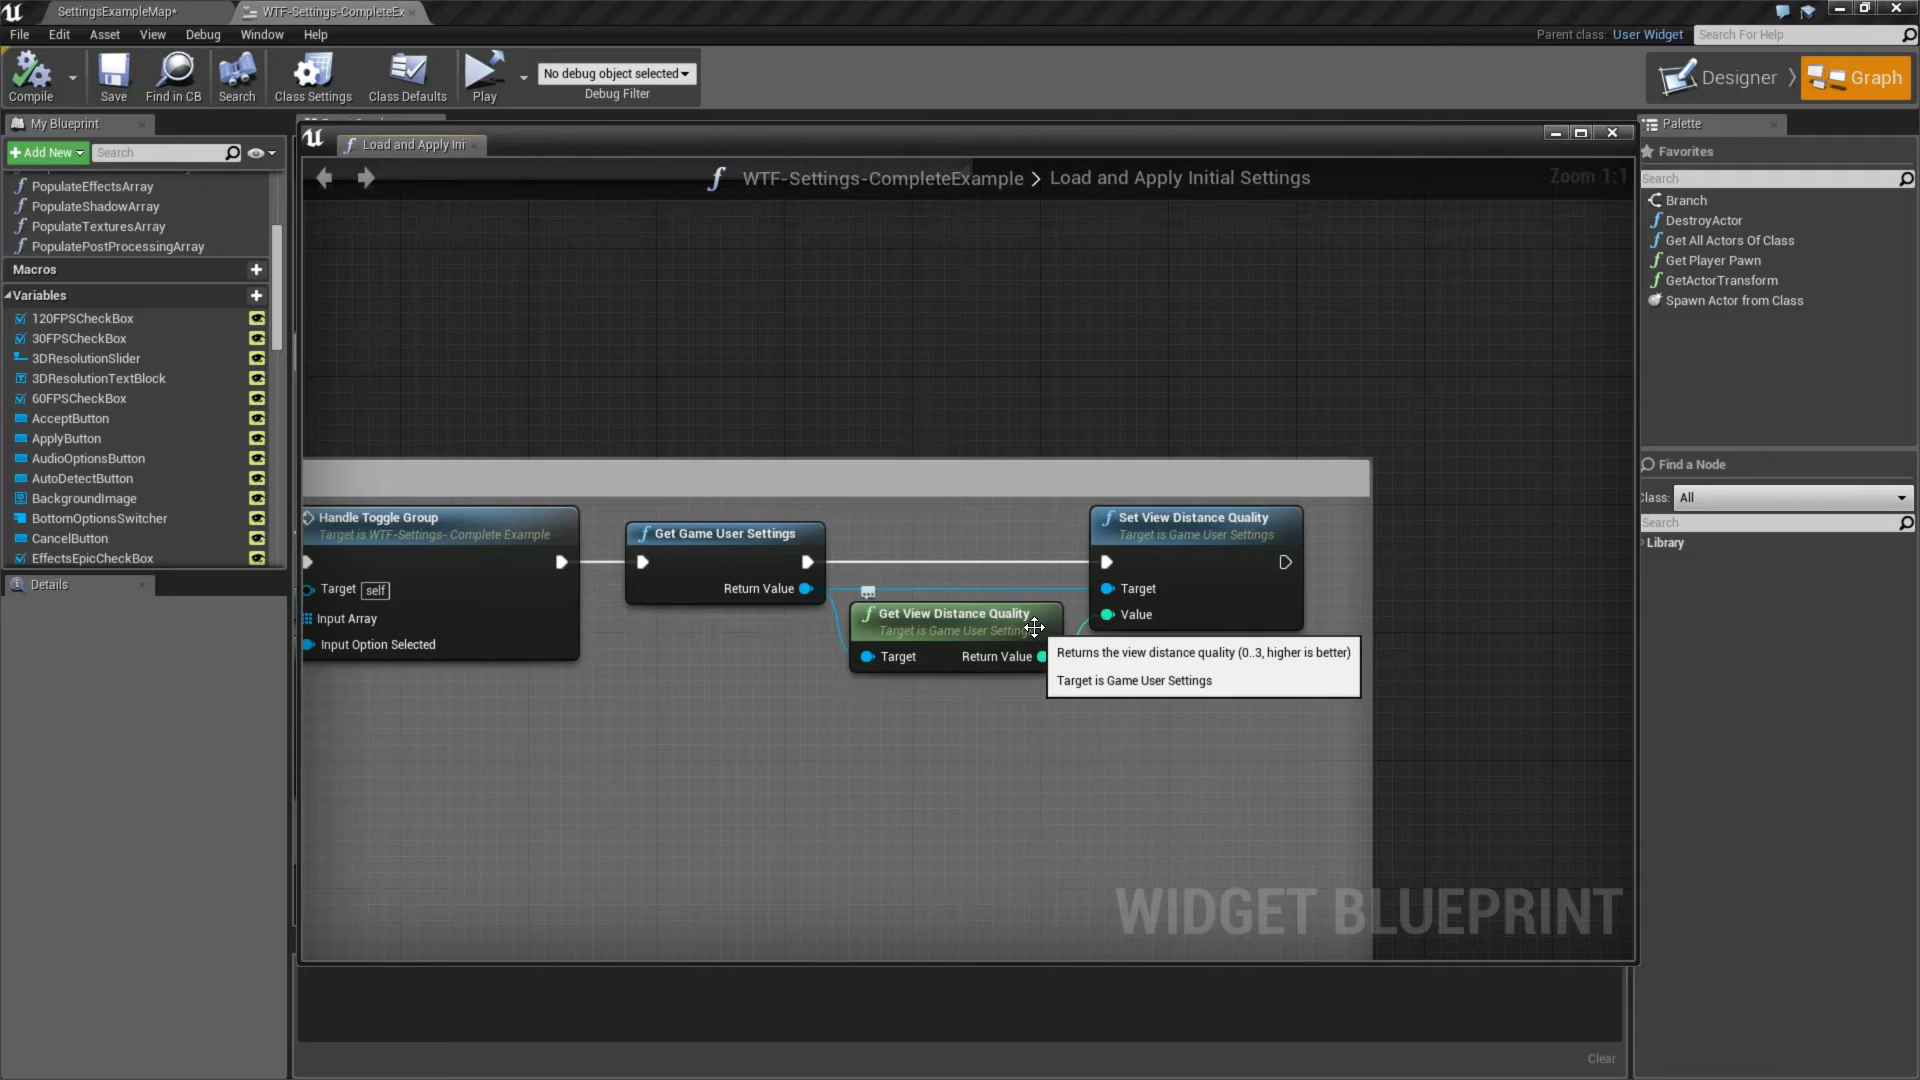 SettingsExampleMap*
WTF-Settings-CompleteEx
File Edit Asset View Debug Window Help
Parent class: User Widget
Search For Help
Compile
Save
Find in CB
Search
Class Settings
Class Defaults
Play
No debug object selected
Debug Filter
Designer
Graph
My Blueprint
Add New
Search
PopulateEffectsArray
PopulateShadowArray
PopulateTexturesArray
PopulatePostProcessingArray
Macros
Variables
120FPSCheckBox
30FPSCheckBox
3DResolutionSlider
3DResolutionTextBlock
60FPSCheckBox
AcceptButton
ApplyButton
AudioOptionsButton
AutoDetectButton
BackgroundImage
BottomOptionsSwitcher
CancelButton
EffectsEpicCheckBox
Details
Load and Apply Ini
WTF-Settings-CompleteExample > Load and Apply Initial Settings
Zoom 1:1
Handle Toggle Group
Target is WTF-Settings- Complete Example
Target self
Input Array
Input Option Selected
Get Game User Settings
Return Value
Get View Distance Quality
Target is Game User Setting
Target
Return Value
Set View Distance Quality
Target is Game User Settings
Target
Value
Returns the view distance quality (0..3, higher is better)
Target is Game User Settings
WIDGET BLUEPRINT
Clear
Palette
Favorites
Search
Branch
DestroyActor
Get All Actors Of Class
Get Player Pawn
GetActorTransform
Spawn Actor from Class
Find a Node
Class: All
Search
Library